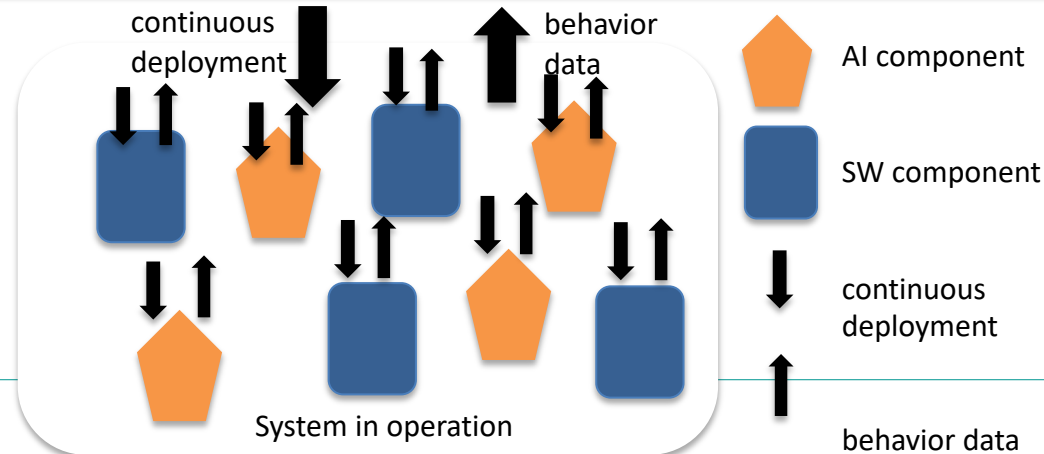 continuous
deployment
behavior
data
AI component
SW component
continuous
deployment
System in operation
behavior data